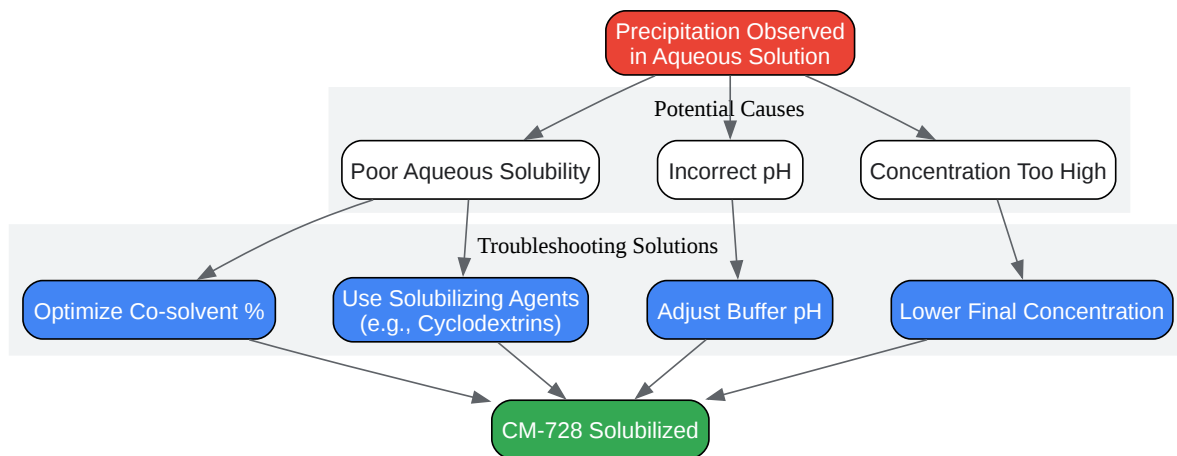 Precipitation Observed
in Aqueous Solution
Potential Causes
Poor Aqueous Solubility
Incorrect pH
Concentration Too High
Troubleshooting Solutions
Optimize Co-solvent %
Use Solubilizing Agents
(e.g., Cyclodextrins)
Adjust Buffer pH
Lower Final Concentration
CM-728 Solubilized